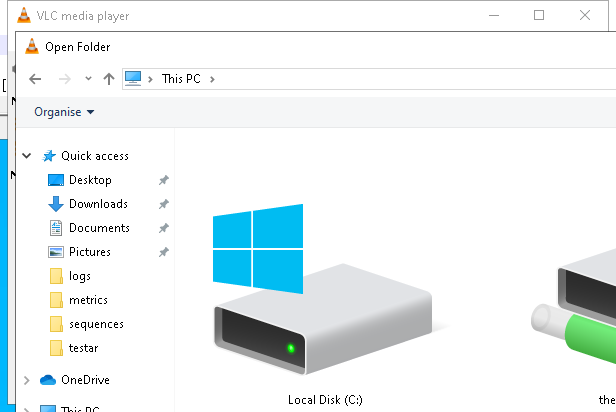 VLC media player
Open Folder
This PC
Organise
Quick access
Desktop
Downloads
Documents
Pictures
logs
metrics
sequences
testar
OneDrive
This PC
Local Disk (C:)
the